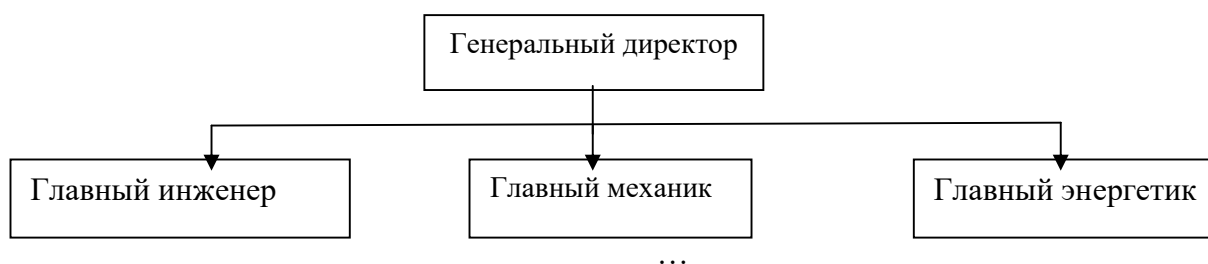 Генеральный директор
Главный инженер
Главный механик
Главный энергетик
…